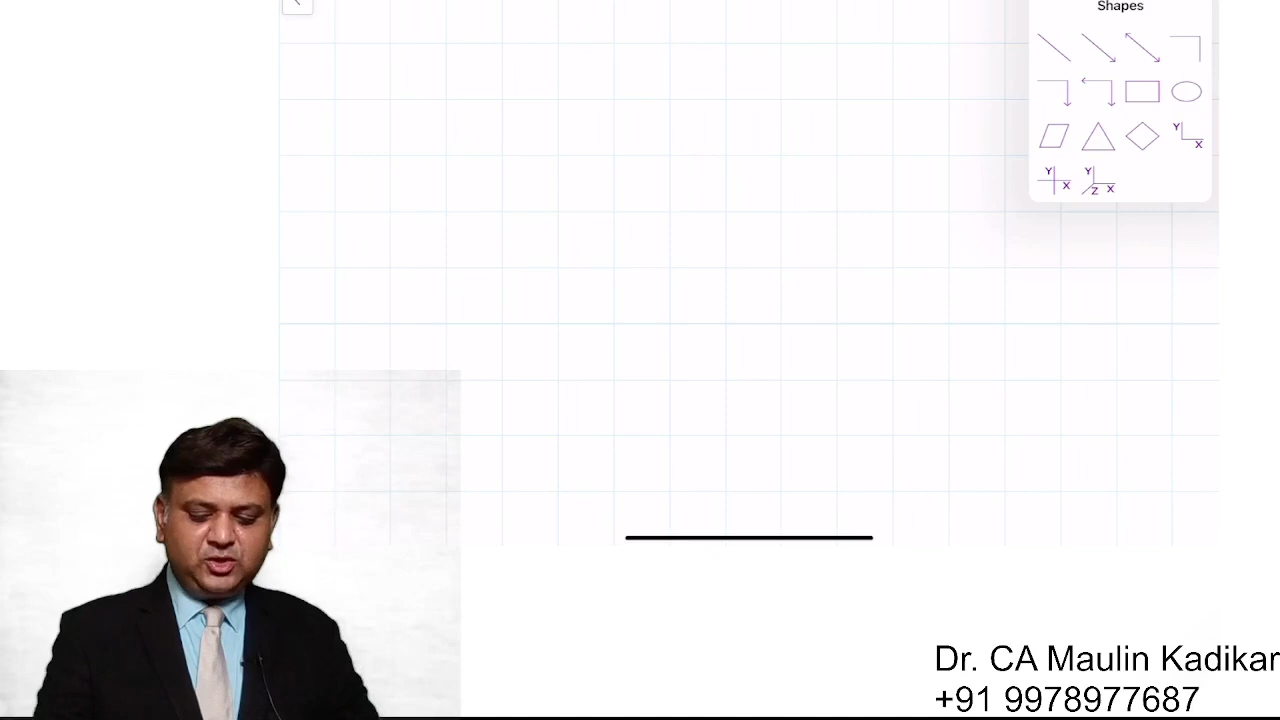 Shapes
Y
X
Y
X
Y
Z X
Dr. CA Maulin Kadikar
+91 9978977687